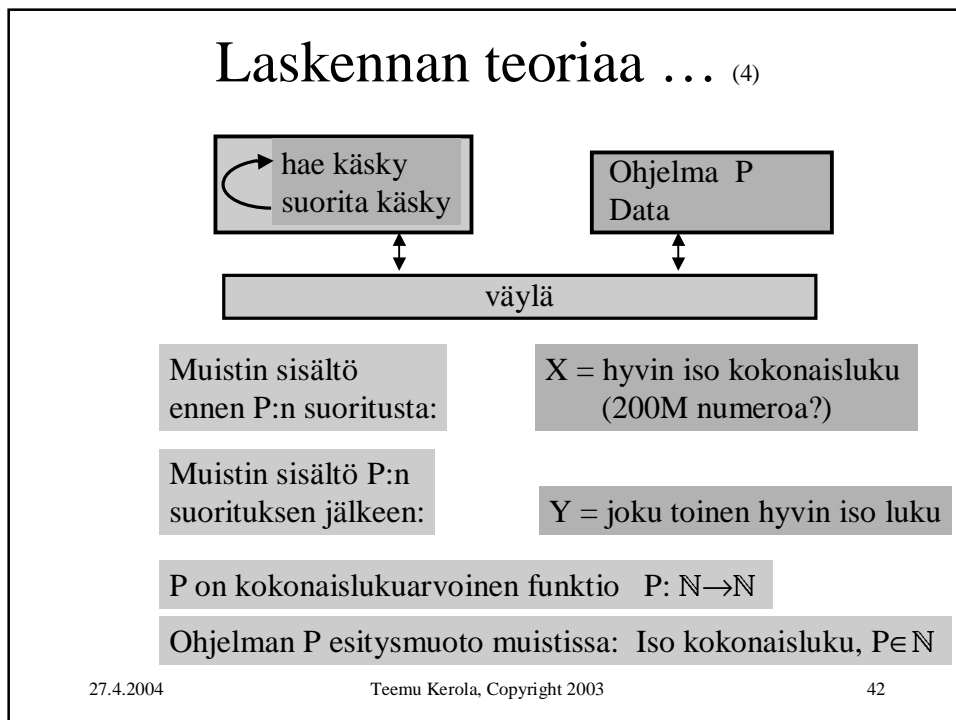 Laskennan teoriaa … (4)
hae käsky
suorita käsky
Ohjelma P
Data
väylä
Muistin sisältö
ennen P:n suoritusta:
X = hyvin iso kokonaisluku
(200M numeroa?)
Muistin sisältö P:n
suorituksen jälkeen:
Y = joku toinen hyvin iso luku
P on kokonaislukuarvoinen funktio P: ℕ→ℕ
Ohjelman P esitysmuoto muistissa: Iso kokonaisluku, P∈ℕ
27.4.2004 Teemu Kerola, Copyright 2003 42